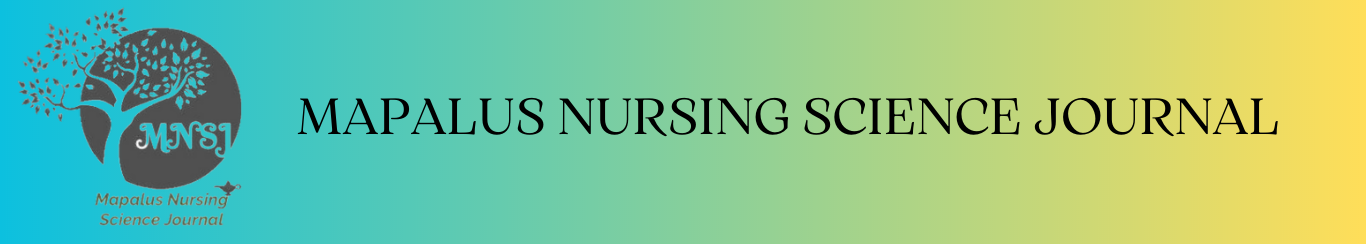 MNSJ
Mapalus Nursing
Science Journal
MAPALUS NURSING SCIENCE JOURNAL